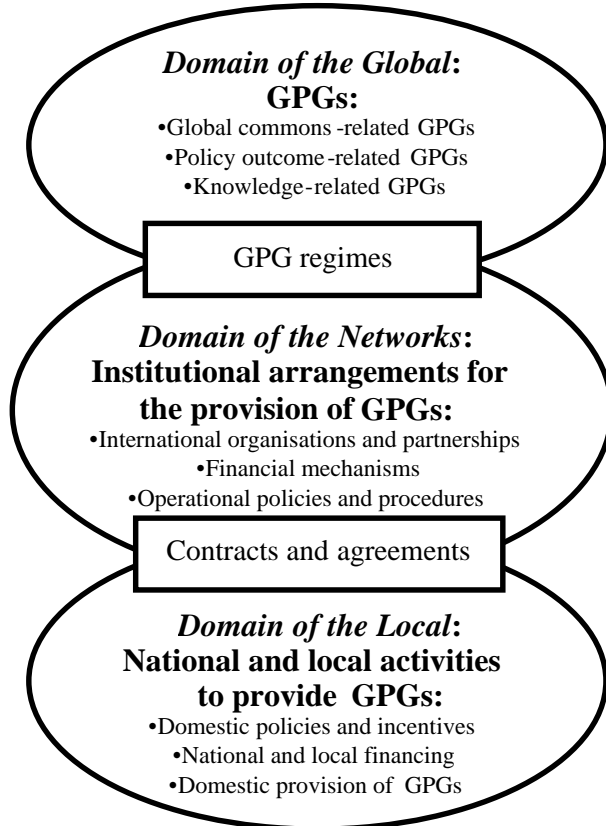 Domain of the Global:
GPGs:
•Global commons-related GPGs
•Policy outcome-related GPGs
•Knowledge-related GPGs
GPG regimes
Domain of the Networks:
Institutional arrangements for
the provision of GPGs:
•International organisations and partnerships
•Financial mechanisms
•Operational policies and procedures
Contracts and agreements
Domain of the Local:
National and local activities
to provide GPGs:
•Domestic policies and incentives
•National and local financing
•Domestic provision of GPGs